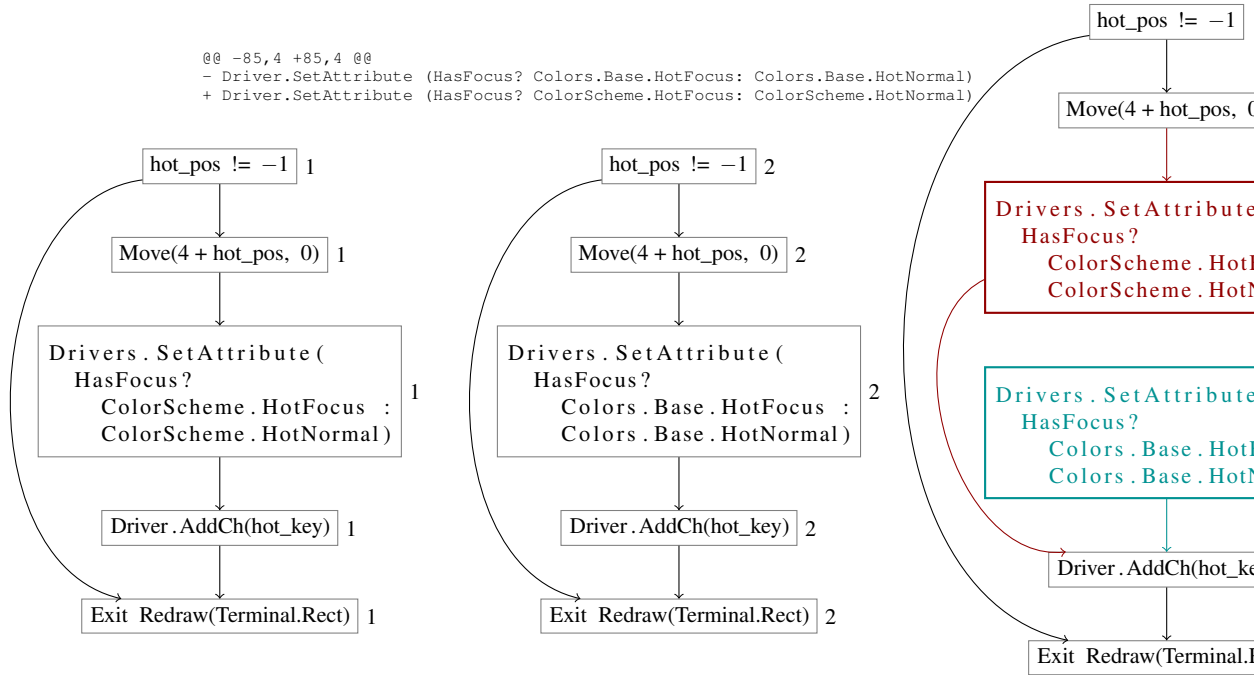 @@ -85,4 +85,4 @@
- Driver.SetAttribute (HasFocus? Colors.Base.HotFocus: Colors.Base.HotNormal)
+ Driver.SetAttribute (HasFocus? ColorScheme.HotFocus: ColorScheme.HotNormal)
hot_pos != −1 1
Move(4 + hot_pos, 0) 1
Drivers.SetAttribute(
HasFocus?
ColorScheme.HotFocus :
ColorScheme.HotNormal)
1
Driver.AddCh(hot_key) 1
Exit Redraw(Terminal.Rect) 1
hot_pos != −1 2
Move(4 + hot_pos, 0) 2
Drivers.SetAttribute(
HasFocus?
Colors.Base.HotFocus :
Colors.Base.HotNormal)
2
Driver.AddCh(hot_key) 2
Exit Redraw(Terminal.Rect) 2
hot_pos != −1
Move(4 + hot_pos,
Drivers.SetAttribute
HasFocus?
ColorScheme.Hot
ColorScheme.Hot
Drivers.SetAttribute
HasFocus?
Colors.Base.Hot
Colors.Base.Hot
Driver.AddCh(hot_ke
Exit Redraw(Terminal.